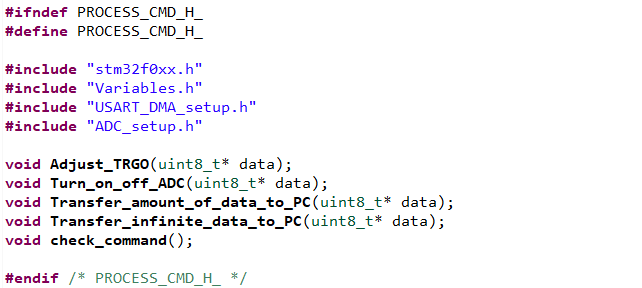 #ifndef PROCESS_CMD_H_
#define PROCESS_CMD_H_
#include "stm32f0xx.h"
#include "Variables.h"
#include "USART_DMA_setup.h"
#include "ADC_setup.h"
void Adjust_TRGO(uint8_t* data);
void Turn_on_off_ADC(uint8_t* data);
void Transfer_amount_of_data_to_PC(uint8_t* data);
void Transfer_infinite_data_to_PC(uint8_t* data);
void check_command();
#endif /* PROCESS_CMD_H_ */